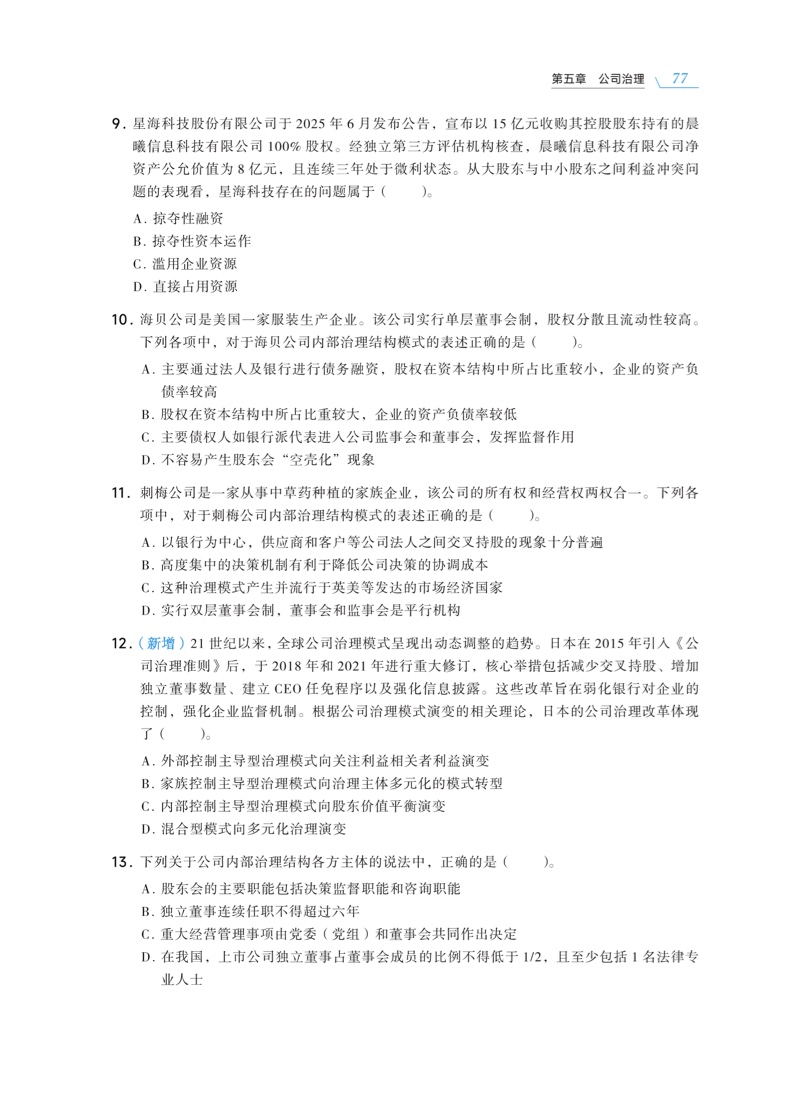 第五章 公司治理 77
9. 星海科技股份有限公司于 2025 年 6 月发布公告，宣布以 15 亿元收购其控股股东持有的晨
曦信息科技有限公司 100% 股权。经独立第三方评估机构核查，晨曦信息科技有限公司净
资产公允价值为 8 亿元，且连续三年处于微利状态。从大股东与中小股东之间利益冲突问
题的表现看，星海科技存在的问题属于（ ）。
A. 掠夺性融资
B. 掠夺性资本运作
C. 滥用企业资源
D. 直接占用资源
10. 海贝公司是美国一家服装生产企业。该公司实行单层董事会制，股权分散且流动性较高。
下列各项中，对于海贝公司内部治理结构模式的表述正确的是（ ）。
A. 主要通过法人及银行进行债务融资，股权在资本结构中所占比重较小，企业的资产负
债率较高
B. 股权在资本结构中所占比重较大，企业的资产负债率较低
C. 主要债权人如银行派代表进入公司监事会和董事会，发挥监督作用
D. 不容易产生股东会“空壳化”现象
11. 刺梅公司是一家从事中草药种植的家族企业，该公司的所有权和经营权两权合一。下列各
项中，对于刺梅公司内部治理结构模式的表述正确的是（ ）。
A. 以银行为中心，供应商和客户等公司法人之间交叉持股的现象十分普遍
B. 高度集中的决策机制有利于降低公司决策的协调成本
C. 这种治理模式产生并流行于英美等发达的市场经济国家
D. 实行双层董事会制，董事会和监事会是平行机构
12.（新增）21 世纪以来，全球公司治理模式呈现出动态调整的趋势。日本在 2015 年引入《公
司治理准则》后，于 2018 年和 2021 年进行重大修订，核心举措包括减少交叉持股、增加
独立董事数量、建立 CEO 任免程序以及强化信息披露。这些改革旨在弱化银行对企业的
控制，强化企业监督机制。根据公司治理模式演变的相关理论，日本的公司治理改革体现
了（ ）。
A. 外部控制主导型治理模式向关注利益相关者利益演变
B. 家族控制主导型治理模式向治理主体多元化的模式转型
C. 内部控制主导型治理模式向股东价值平衡演变
D. 混合型模式向多元化治理演变
13. 下列关于公司内部治理结构各方主体的说法中，正确的是（ ）。
A. 股东会的主要职能包括决策监督职能和咨询职能
B. 独立董事连续任职不得超过六年
C. 重大经营管理事项由党委（党组）和董事会共同作出决定
D. 在我国，上市公司独立董事占董事会成员的比例不得低于 1/2，且至少包括 1 名法律专
业人士